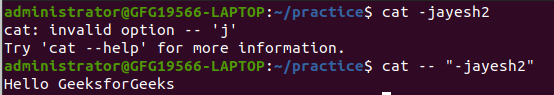 administrator@GFG19566-LAPTOP:~/practice$ cat -jayesh2
cat: invalid option -- 'j'
Try 'cat --help' for more information.
administrator@GFG19566-LAPTOP:~/practice$ cat -- "-jayesh2"
Hello GeeksforGeeks